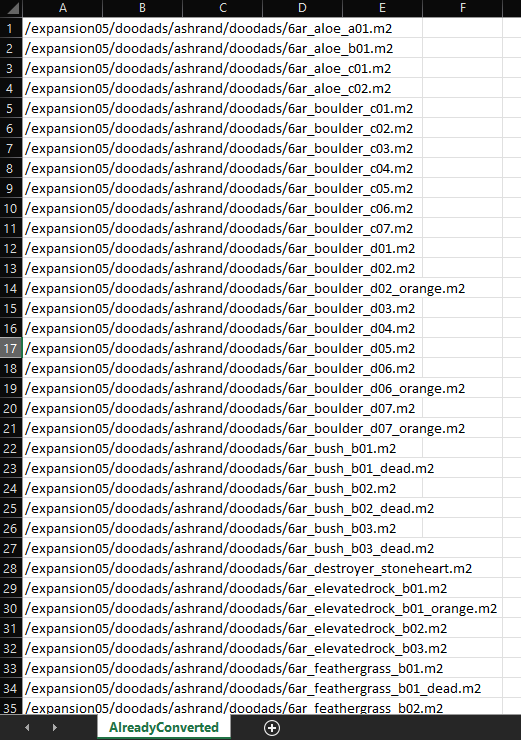 A B C D E F
1 /expansion05/doodads/ashrand/doodads/6ar_aloe_a01.m2
2 /expansion05/doodads/ashrand/doodads/6ar_aloe_b01.m2
3 /expansion05/doodads/ashrand/doodads/6ar_aloe_c01.m2
4 /expansion05/doodads/ashrand/doodads/6ar_aloe_c02.m2
5 /expansion05/doodads/ashrand/doodads/6ar_boulder_c01.m2
6 /expansion05/doodads/ashrand/doodads/6ar_boulder_c02.m2
7 /expansion05/doodads/ashrand/doodads/6ar_boulder_c03.m2
8 /expansion05/doodads/ashrand/doodads/6ar_boulder_c04.m2
9 /expansion05/doodads/ashrand/doodads/6ar_boulder_c05.m2
10 /expansion05/doodads/ashrand/doodads/6ar_boulder_c06.m2
11 /expansion05/doodads/ashrand/doodads/6ar_boulder_c07.m2
12 /expansion05/doodads/ashrand/doodads/6ar_boulder_d01.m2
13 /expansion05/doodads/ashrand/doodads/6ar_boulder_d02.m2
14 /expansion05/doodads/ashrand/doodads/6ar_boulder_d02_orange.m2
15 /expansion05/doodads/ashrand/doodads/6ar_boulder_d03.m2
16 /expansion05/doodads/ashrand/doodads/6ar_boulder_d04.m2
17 /expansion05/doodads/ashrand/doodads/6ar_boulder_d05.m2
18 /expansion05/doodads/ashrand/doodads/6ar_boulder_d06.m2
19 /expansion05/doodads/ashrand/doodads/6ar_boulder_d06_orange.m2
20 /expansion05/doodads/ashrand/doodads/6ar_boulder_d07.m2
21 /expansion05/doodads/ashrand/doodads/6ar_boulder_d07_orange.m2
22 /expansion05/doodads/ashrand/doodads/6ar_bush_b01.m2
23 /expansion05/doodads/ashrand/doodads/6ar_bush_b01_dead.m2
24 /expansion05/doodads/ashrand/doodads/6ar_bush_b02.m2
25 /expansion05/doodads/ashrand/doodads/6ar_bush_b02_dead.m2
26 /expansion05/doodads/ashrand/doodads/6ar_bush_b03.m2
27 /expansion05/doodads/ashrand/doodads/6ar_bush_b03_dead.m2
28 /expansion05/doodads/ashrand/doodads/6ar_destroyer_stoneheart.m2
29 /expansion05/doodads/ashrand/doodads/6ar_elevatedrock_b01.m2
30 /expansion05/doodads/ashrand/doodads/6ar_elevatedrock_b01_orange.m2
31 /expansion05/doodads/ashrand/doodads/6ar_elevatedrock_b02.m2
32 /expansion05/doodads/ashrand/doodads/6ar_elevatedrock_b03.m2
33 /expansion05/doodads/ashrand/doodads/6ar_feathergrass_b01.m2
34 /expansion05/doodads/ashrand/doodads/6ar_feathergrass_b01_dead.m2
35 /expansion05/doodads/ashrand/doodads/6ar_feathergrass_b02.m2
AlreadyConverted